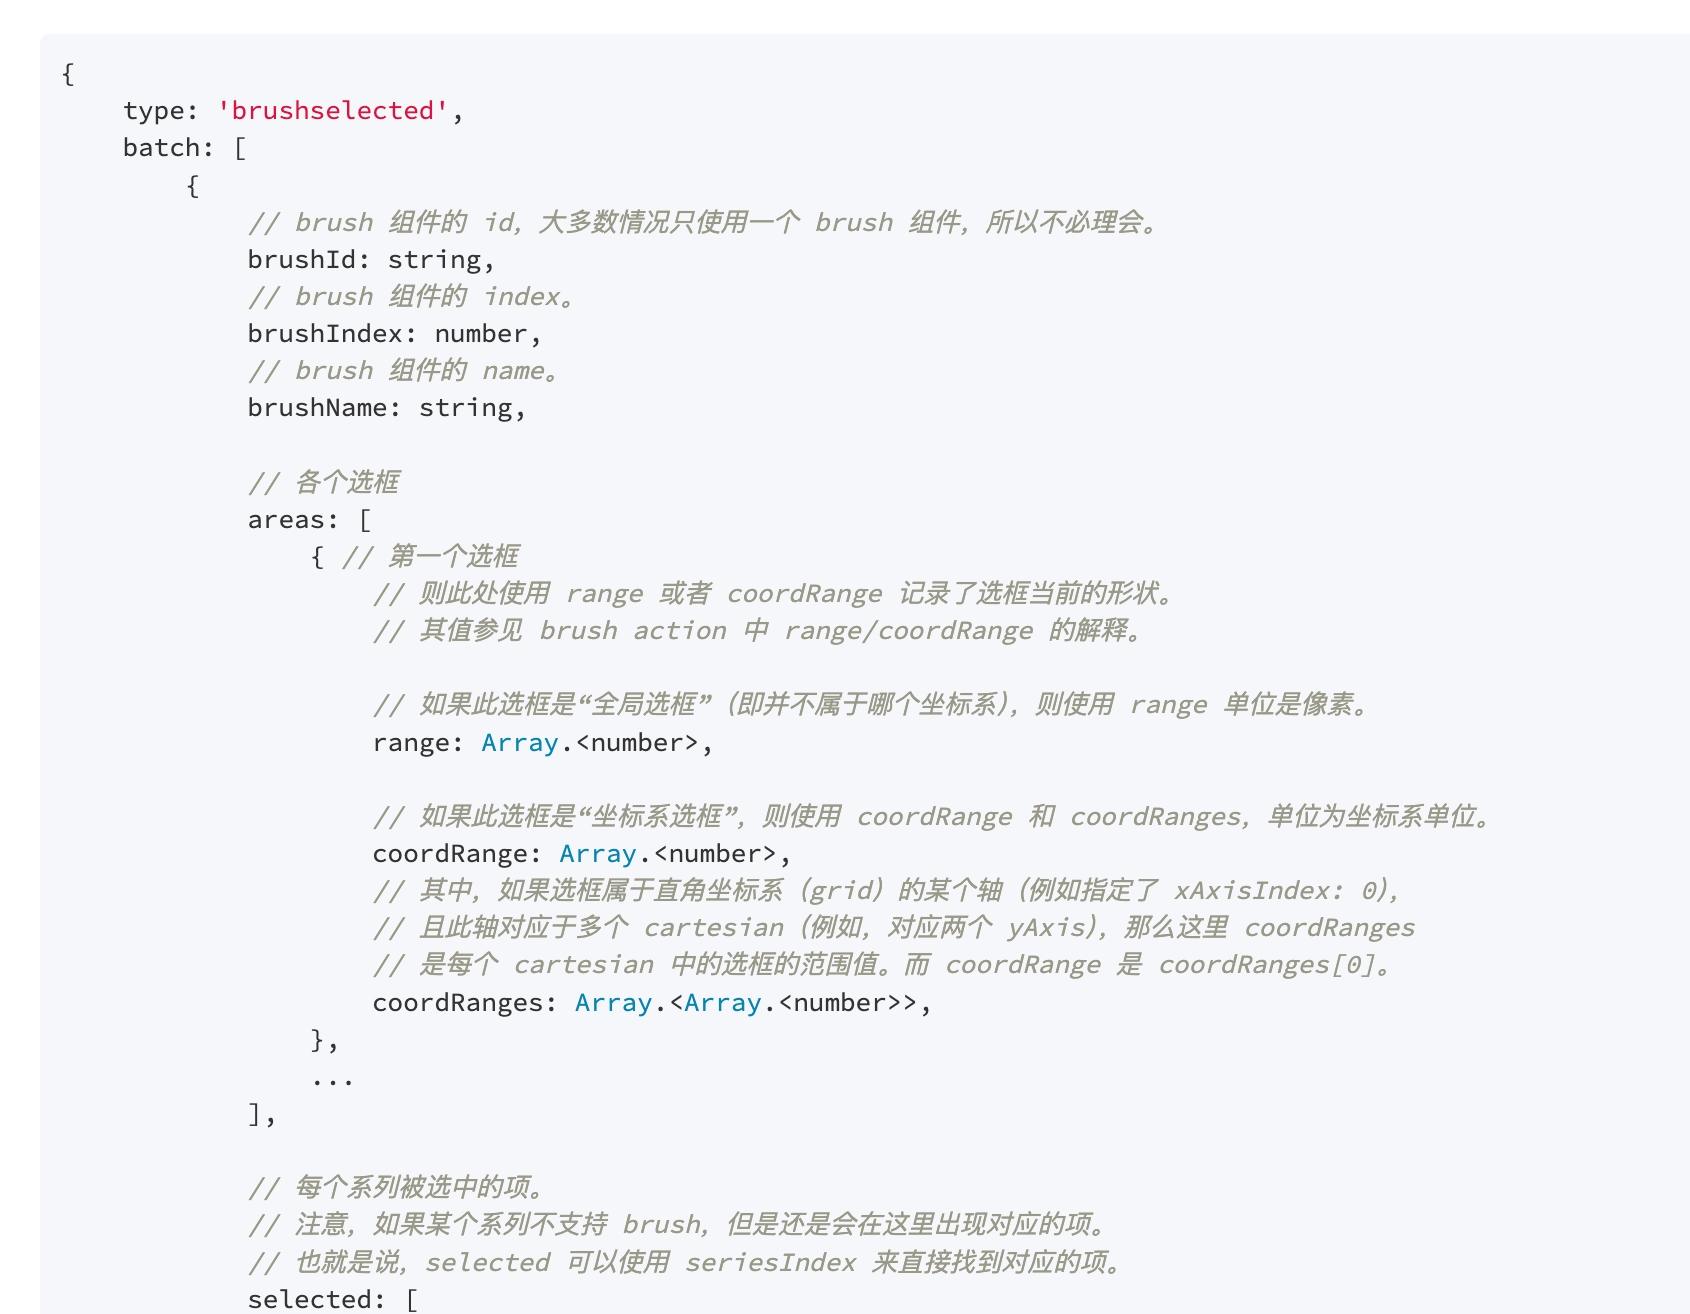 {
    type: 'brushselected',
    batch: [
        {
            // brush 组件的 id，大多数情况只使用一个 brush 组件，所以不必理会。
            brushId: string,
            // brush 组件的 index。
            brushIndex: number,
            // brush 组件的 name。
            brushName: string,

            // 各个选框
            areas: [
                { // 第一个选框
                    // 则此处使用 range 或者 coordRange 记录了选框当前的形状。
                    // 其值参见 brush action 中 range/coordRange 的解释。

                    // 如果此选框是“全局选框”（即并不属于哪个坐标系），则使用 range 单位是像素。
                    range: Array.<number>,

                    // 如果此选框是“坐标系选框”，则使用 coordRange 和 coordRanges，单位为坐标系单位。
                    coordRange: Array.<number>,
                    // 其中，如果选框属于直角坐标系（grid）的某个轴（例如指定了 xAxisIndex: 0），
                    // 且此轴对应于多个 cartesian（例如，对应两个 yAxis），那么这里 coordRanges
                    // 是每个 cartesian 中的选框的范围值。而 coordRange 是 coordRanges[0]。
                    coordRanges: Array.<Array.<number>>,
                },
                ...
            ],

            // 每个系列被选中的项。
            // 注意，如果某个系列不支持 brush，但是还是会在这里出现对应的项。
            // 也就是说，selected 可以使用 seriesIndex 来直接找到对应的项。
            selected: [